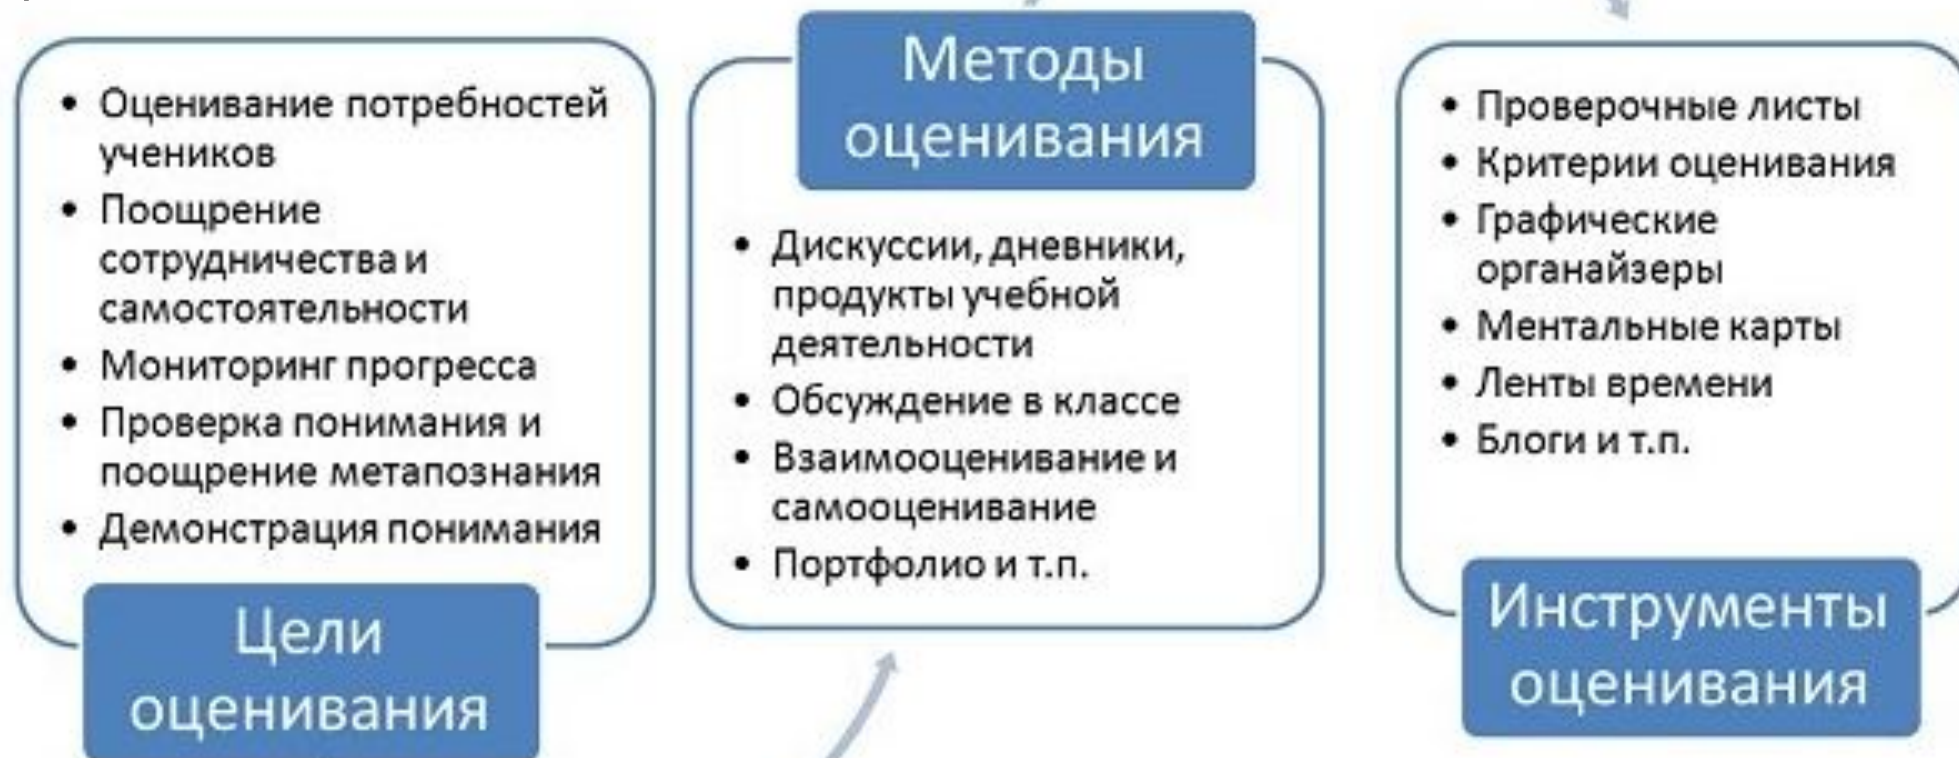 • Оценивание потребностей
учеников
• Поощрение
сотрудничества и
самостоятельности
• Мониторинг прогресса
• Проверка понимания и
поощрение метапознания
• Демонстрация понимания
Цели
оценивания
Методы
оценивания
• Дискуссии, дневники,
продукты учебной
деятельности
• Обсуждение в классе
• Взаимооценивание и
самооценивание
• Портфолио и т.п.
• Проверочные листы
• Критерии оценивания
• Графические
органайзеры
• Ментальные карты
• Ленты времени
• Блоги и т.п.
Инструменты
оценивания